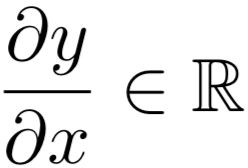 ∂y/∂x ∈ ℝ